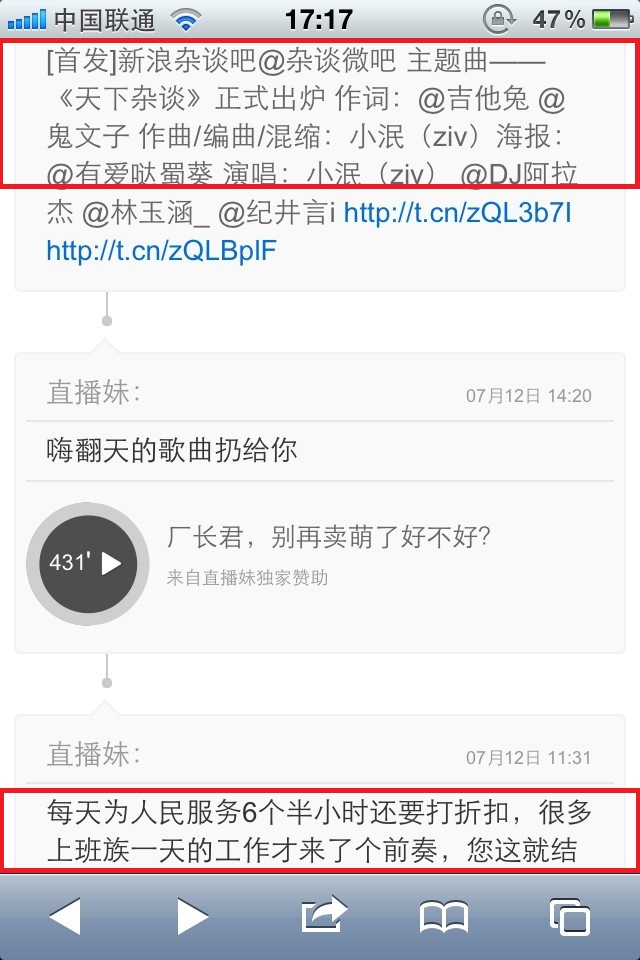 中国联通 17:17 47%
[首发]新浪杂谈吧@杂谈微吧 主题曲——
《天下杂谈》正式出炉 作词：@吉他兔 @
鬼文子 作曲/编曲/混缩：小泯（ziv）海报：
@有爱哒蜀葵 演唱：小泯（ziv） @DJ阿拉
杰 @林玉涵_ @纪井言i http://t.cn/zQL3b7I
http://t.cn/zQLBpIF
直播妹： 07月12日 14:20
嗨翻天的歌曲扔给你
431' 厂长君，别再卖萌了好不好？
来自直播妹独家赞助
直播妹： 07月12日 11:31
每天为人民服务6个半小时还要打折扣，很多
上班族一天的工作才来了个前奏，您这就结